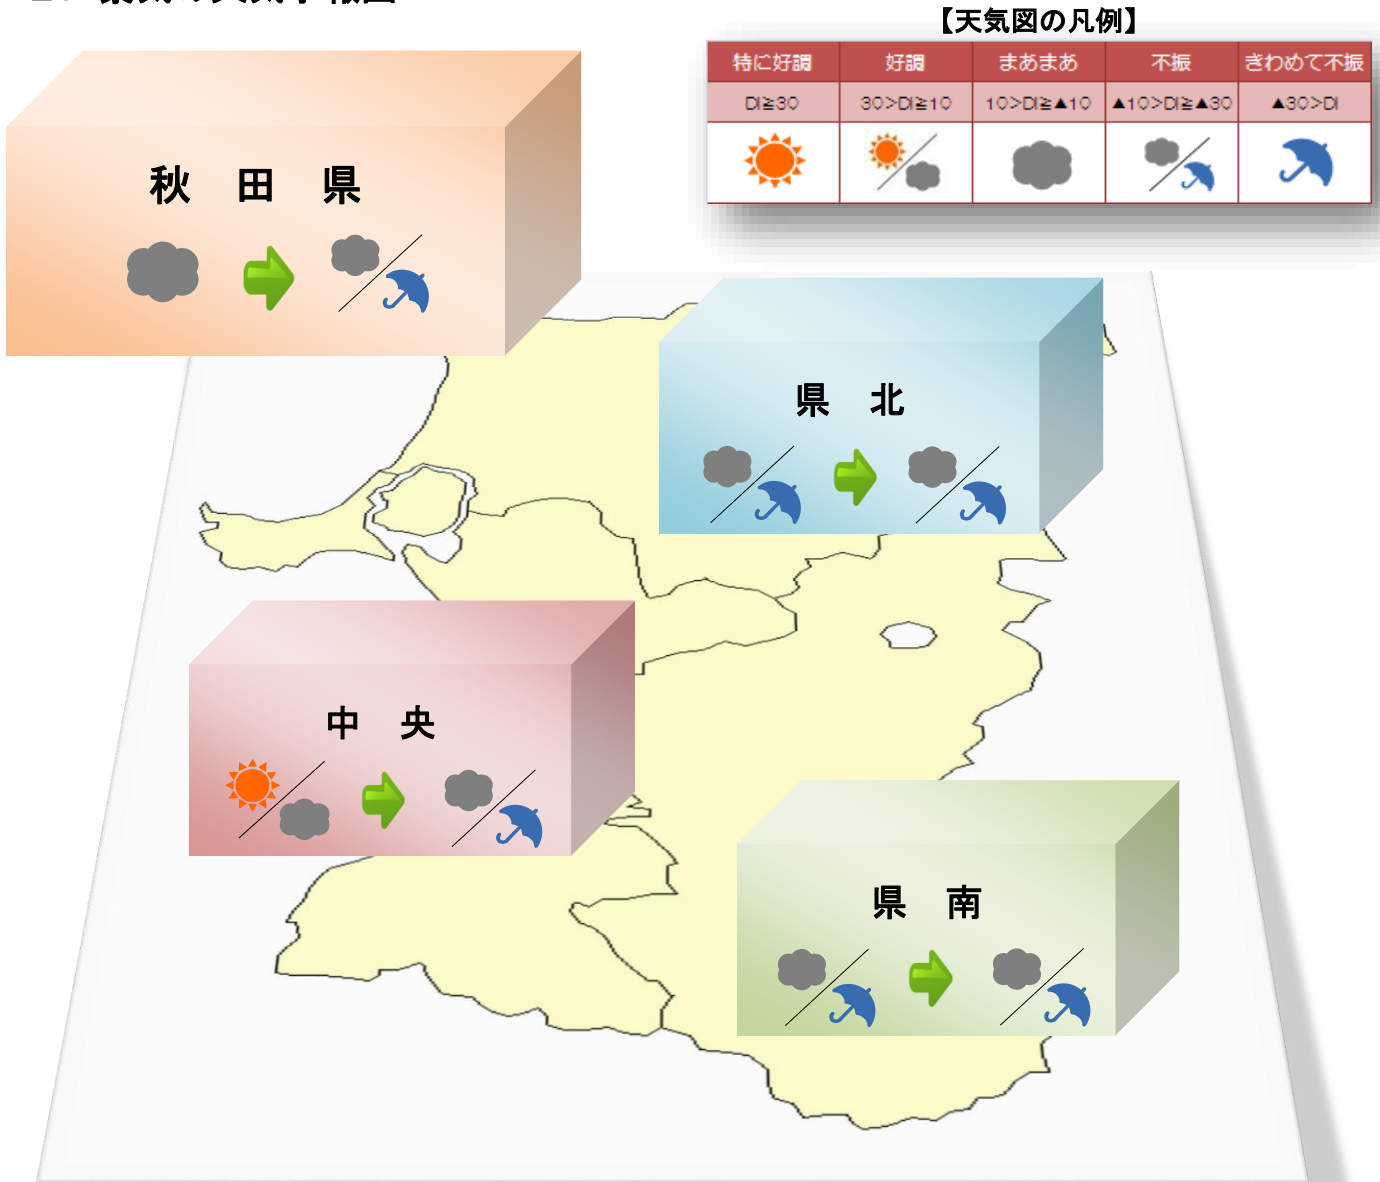 【天気図の凡例】
特に好調 好調 まあまあ 不振 きわめて不振
DI≧30 30>DI≧10 10>DI≧▲10 ▲10>DI≧▲30 ▲30>DI
秋 田 県
県 北
中 央
県 南